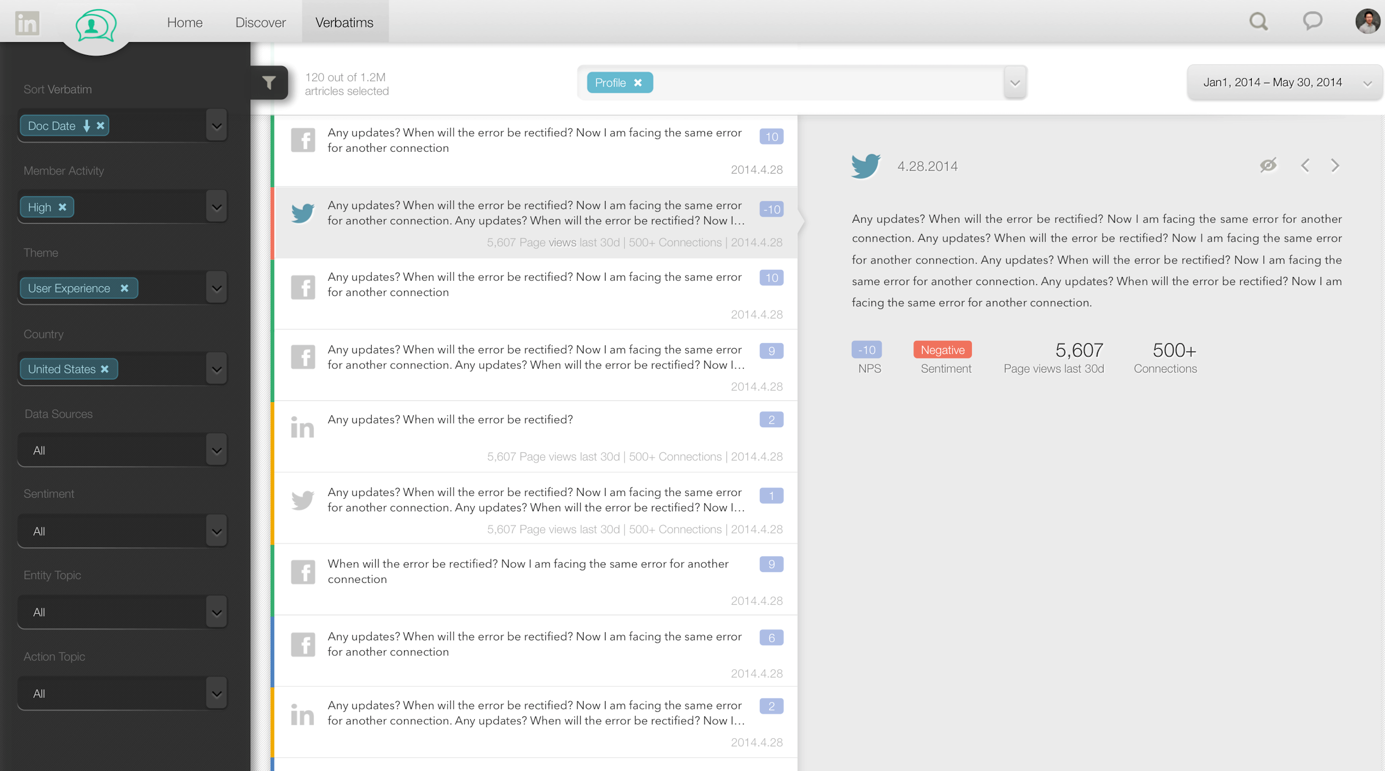 in
Home
Discover
Verbatims
Sort Verbatim
Doc Date
Member Activity
High
Theme
User Experience
Country
United States
Data Sources
All
Sentiment
All
Entity Topic
All
Action Topic
All
120 out of 1.2M
articles selected
Profile
Jan1, 2014 – May 30, 2014
Any updates? When will the error be rectified? Now I am facing the same error
for another connection
10
2014.4.28
Any updates? When will the error be rectified? Now I am facing the same error
for another connection. Any updates? When will the error be rectified? Now I...
-10
5,607 Page views last 30d | 500+ Connections | 2014.4.28
Any updates? When will the error be rectified? Now I am facing the same error
for another connection
10
2014.4.28
Any updates? When will the error be rectified? Now I am facing the same error
for another connection. Any updates? When will the error be rectified? Now I...
9
2014.4.28
in
Any updates? When will the error be rectified?
2
5,607 Page views last 30d | 500+ Connections | 2014.4.28
Any updates? When will the error be rectified? Now I am facing the same error
for another connection. Any updates? When will the error be rectified? Now I...
1
5,607 Page views last 30d | 500+ Connections | 2014.4.28
When will the error be rectified? Now I am facing the same error for another
connection
9
2014.4.28
Any updates? When will the error be rectified? Now I am facing the same error
for another connection
6
2014.4.28
in
Any updates? When will the error be rectified? Now I am facing the same error
for another connection. Any updates? When will the error be rectified? Now I...
2
2014.4.28
4.28.2014
Any updates? When will the error be rectified? Now I am facing the same error for another
connection. Any updates? When will the error be rectified? Now I am facing the same error
for another connection. Any updates? When will the error be rectified? Now I am facing the
same error for another connection. Any updates? When will the error be rectified? Now I am
facing the same error for another connection.
-10
NPS
Negative
Sentiment
5,607
Page views last 30d
500+
Connections